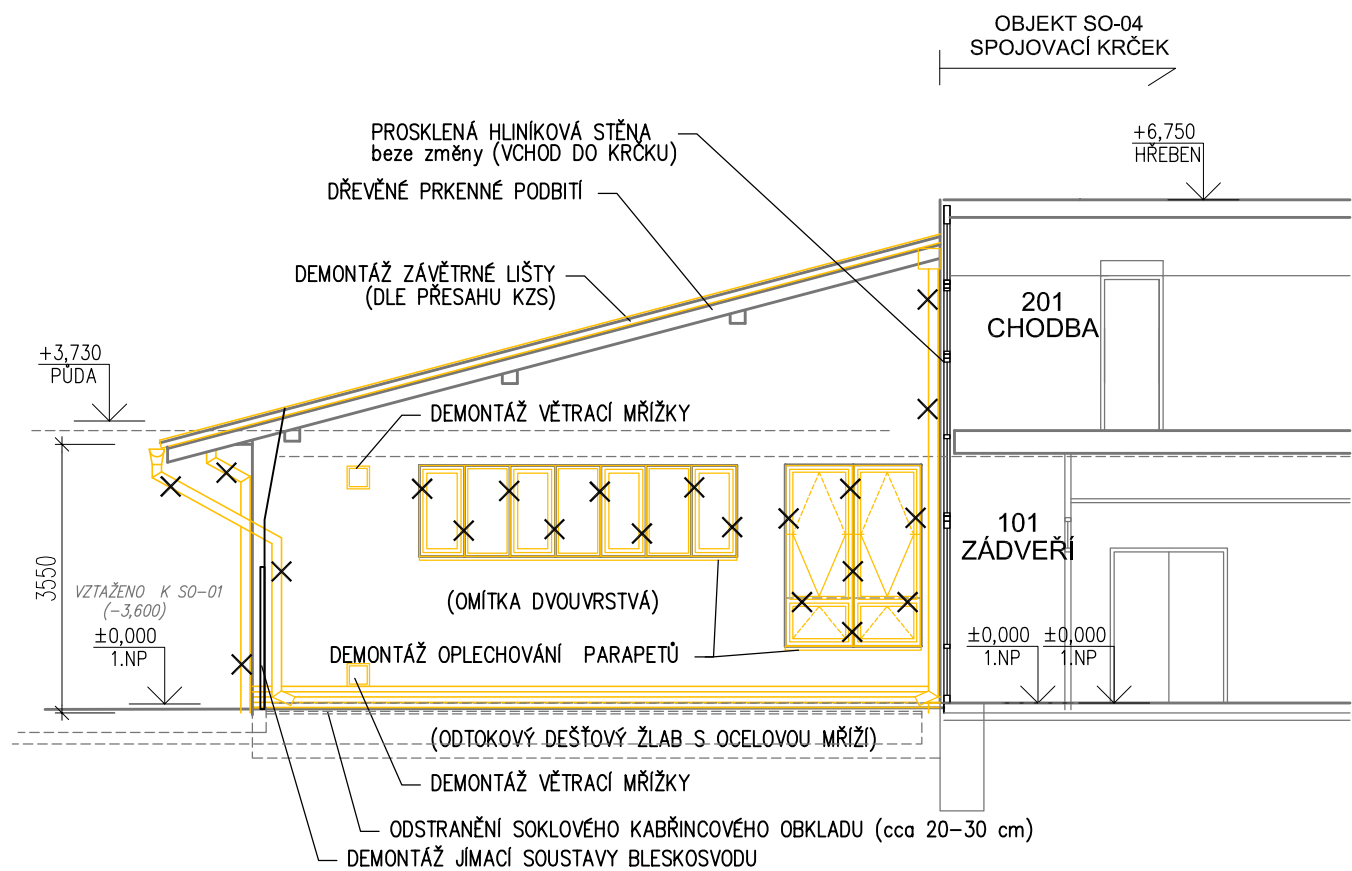 OBJEKT SO-04
SPOJOVACÍ KRČEK
PROSKLENÁ HLINÍKOVÁ STĚNA
beze změny (VCHOD DO KRČKU)
+6,750
HŘEBEN
DŘEVĚNÉ PRKENNÉ PODBITÍ
DEMONTÁŽ ZÁVĚTRNÉ LIŠTY
(DLE PŘESAHU KZS)
201
CHODBA
+3,730
PŮDA
DEMONTÁŽ VĚTRACÍ MŘÍŽKY
101
ZÁDVEŘÍ
3550
VZTAŽENO K SO-01
(-3,600)
(OMÍTKA DVOUVRSTVÁ)
±0,000
1.NP
±0,000
1.NP
±0,000
1.NP
DEMONTÁŽ OPLECHOVÁNÍ PARAPETŮ
(ODTOKOVÝ DEŠŤOVÝ ŽLAB S OCELOVOU MŘÍŽÍ)
DEMONTÁŽ VĚTRACÍ MŘÍŽKY
ODSTRANĚNÍ SOKLOVÉHO KABŘINCOVÉHO OBKLADU (cca 20-30 cm)
DEMONTÁŽ JÍMACÍ SOUSTAVY BLESKOSVODU